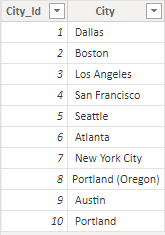 City_Id City
1 Dallas
2 Boston
3 Los Angeles
4 San Francisco
5 Seattle
6 Atlanta
7 New York City
8 Portland (Oregon)
9 Austin
10 Portland